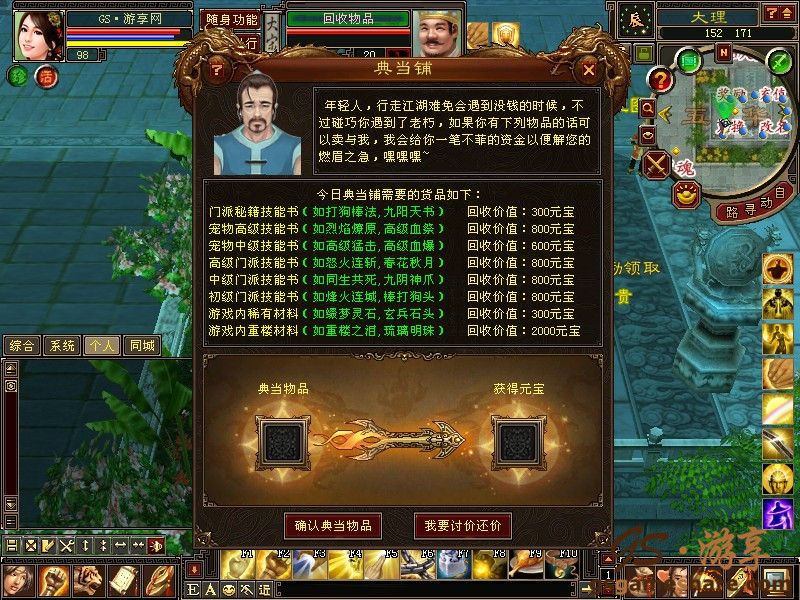 GS·游享网
98
随身功能
回收物品
20
大理
152 171
典当铺
年轻人，行走江湖难免会遇到没钱的时候，不
过碰巧你遇到了老朽，如果你有下列物品的话可
以卖与我，我会给你一笔不菲的资金以便解您的
燃眉之急，嘿嘿嘿~
今日典当铺需要的货品如下：
门派秘籍技能书（如打狗棒法,九阳天书） 回收价值：300元宝
宠物高级技能书（如烈焰燎原,高级血祭） 回收价值：800元宝
宠物中级技能书（如高级猛击,高级血爆） 回收价值：600元宝
高级门派技能书（如怒火连斩,春花秋月） 回收价值：800元宝
中级门派技能书（如同生共死,九阴神爪） 回收价值：800元宝
初级门派技能书（如烽火连城,棒打狗头） 回收价值：800元宝
游戏内稀有材料（如缀梦灵石,玄兵石头） 回收价值：300元宝
游戏内重楼材料（如重楼之泪,琉璃明珠） 回收价值：2000元宝
典当物品 获得元宝
确认典当物品 我要讨价还价
综合 系统 个人 同城
自动寻路
领取
贵
F1 F2 F3 F4 F5 F6 F7 F8 F9 F10
E A 近
1
GS·游享